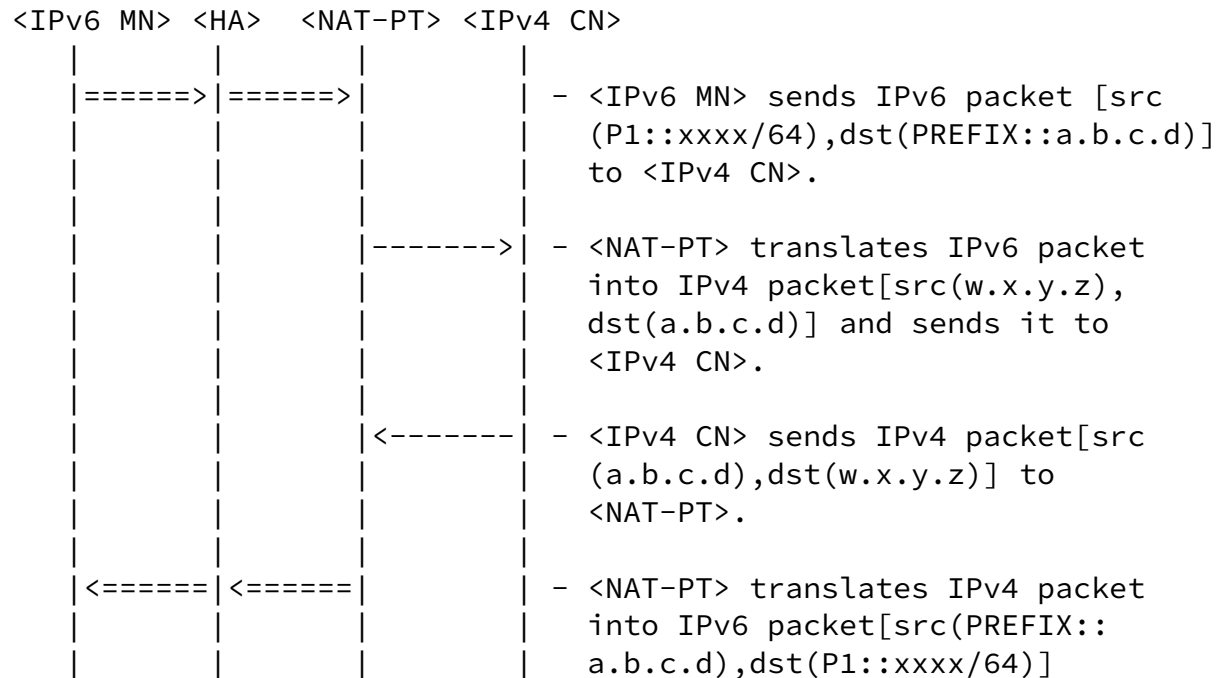 <IPv6 MN> <HA>   <NAT-PT> <IPv4 CN>
   |       |       |        |
   |======>|======>|        | - <IPv6 MN> sends IPv6 packet [src
   |       |       |        |   (P1::xxxx/64),dst(PREFIX::a.b.c.d)]
   |       |       |        |   to <IPv4 CN>.
   |       |       |        |
   |       |       |------->| - <NAT-PT> translates IPv6 packet
   |       |       |        |   into IPv4 packet[src(w.x.y.z),
   |       |       |        |   dst(a.b.c.d)] and sends it to
   |       |       |        |   <IPv4 CN>.
   |       |       |        |
   |       |       |<-------| - <IPv4 CN> sends IPv4 packet[src
   |       |       |        |   (a.b.c.d),dst(w.x.y.z)] to
   |       |       |        |   <NAT-PT>.
   |       |       |        |
   |<======|<======|        | - <NAT-PT> translates IPv4 packet
   |       |       |        |   into IPv6 packet[src(PREFIX::
   |       |       |        |   a.b.c.d),dst(P1::xxxx/64)]